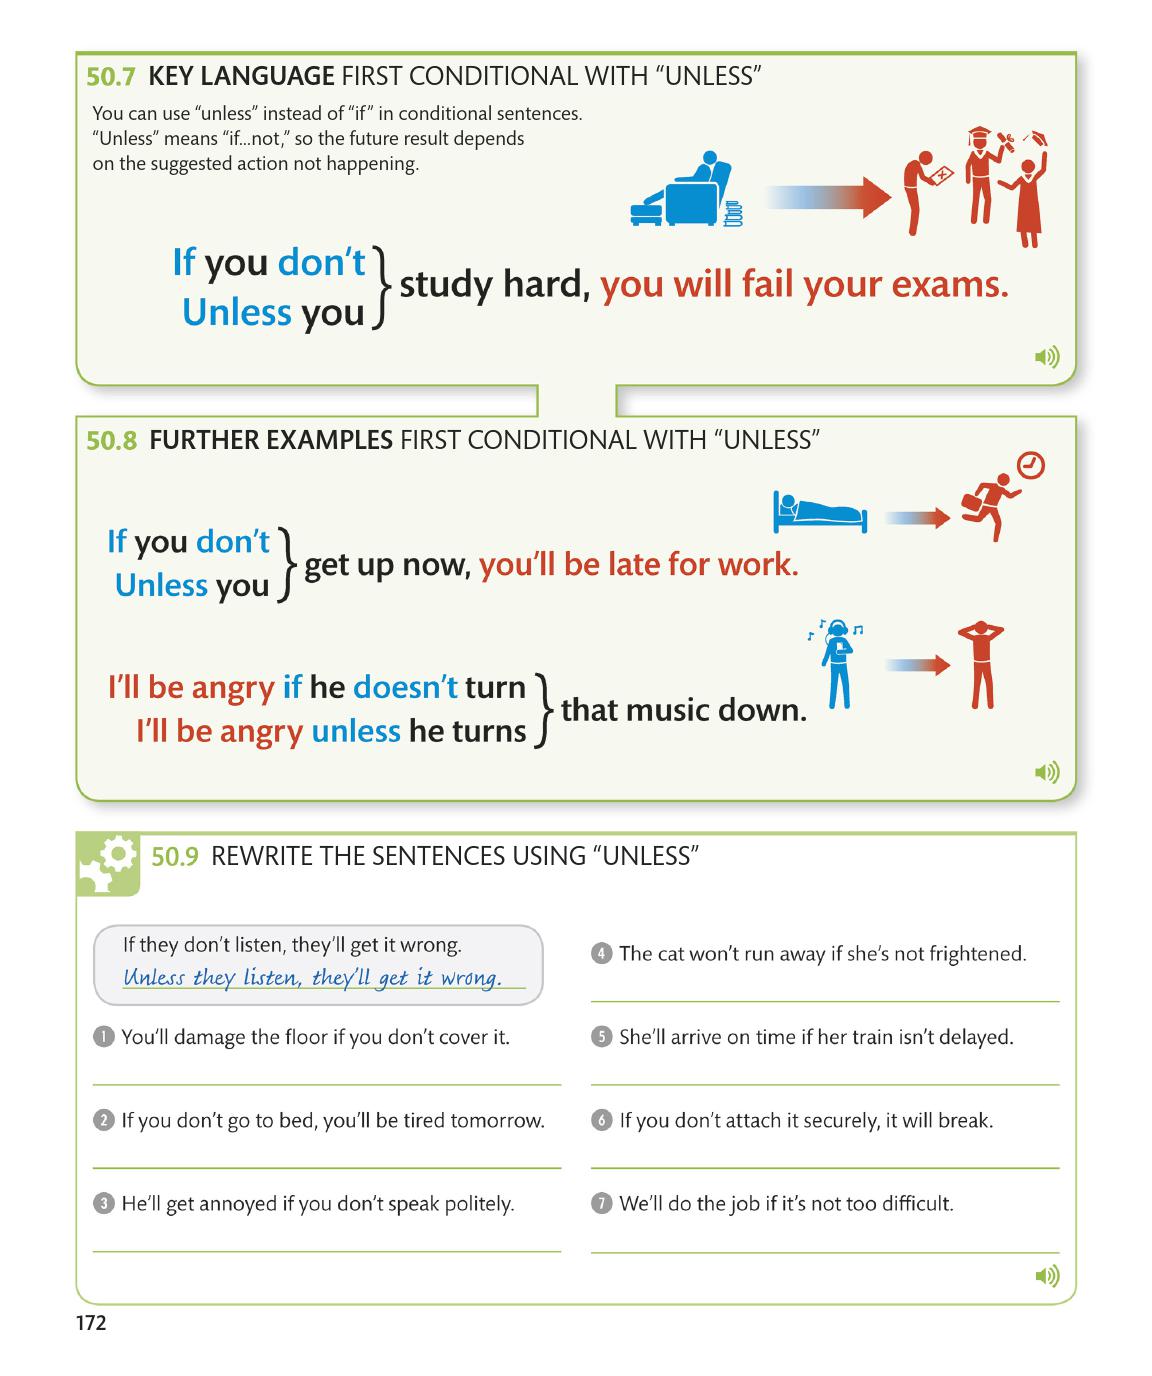 50.7 KEY LANGUAGE FIRST CONDITIONAL WITH “UNLESS”
You can use “unless” instead of “if” in conditional sentences.
“Unless” means “if...not,” so the future result depends
on the suggested action not happening.
If you don’t
Unless you
study hard, you will fail your exams.
50.8 FURTHER EXAMPLES FIRST CONDITIONAL WITH “UNLESS”
If you don’t
Unless you
get up now, you’ll be late for work.
I’ll be angry if he doesn’t turn
I’ll be angry unless he turns
that music down.
50.9 REWRITE THE SENTENCES USING “UNLESS”
If they don’t listen, they’ll get it wrong.
Unless they listen, they’ll get it wrong.
1 You’ll damage the floor if you don’t cover it.
2 If you don’t go to bed, you’ll be tired tomorrow.
3 He’ll get annoyed if you don’t speak politely.
4 The cat won’t run away if she’s not frightened.
5 She’ll arrive on time if her train isn’t delayed.
6 If you don’t attach it securely, it will break.
7 We’ll do the job if it’s not too difficult.
172